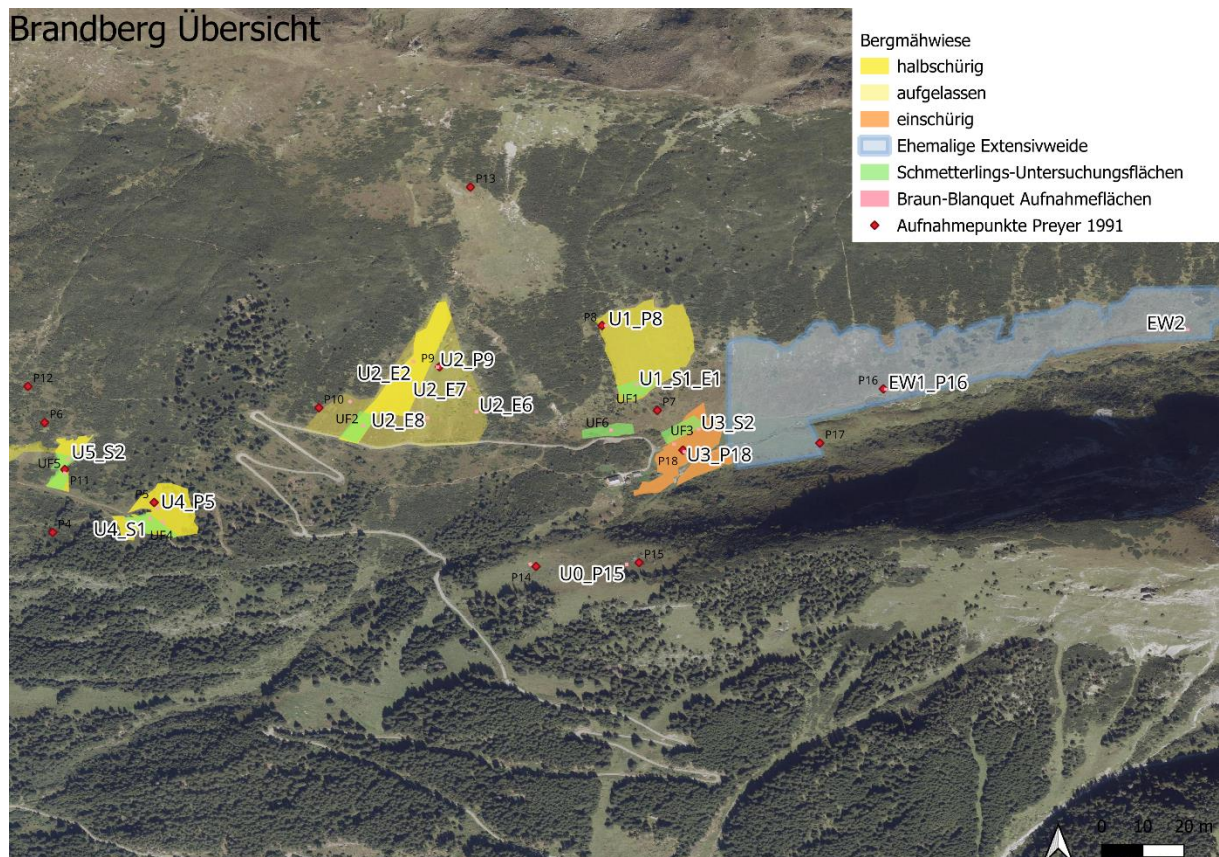 Brandberg Übersicht
Bergmähwiese
halbschürig
aufgelassen
einschürig
Ehemalige Extensivweide
Schmetterlings-Untersuchungsflächen
Braun-Blanquet Aufnahmeflächen
Aufnahmepunkte Preyer 1991
P13
P8
U1_P8
EW2
P9
U2_P9
U2_E2
U2_E7
U1_S1_E1
UF1
P12
P16
EW1_P16
P10
UF2
U2_E8
U2_E6
P7
P6
UF6
UF3
U3_S2
P17
U5_S2
UF5
P11
P18
U3_P18
P5
U4_P5
P4
U4_S1
UF4
P14
U0_P15
P15
0 10 20 m